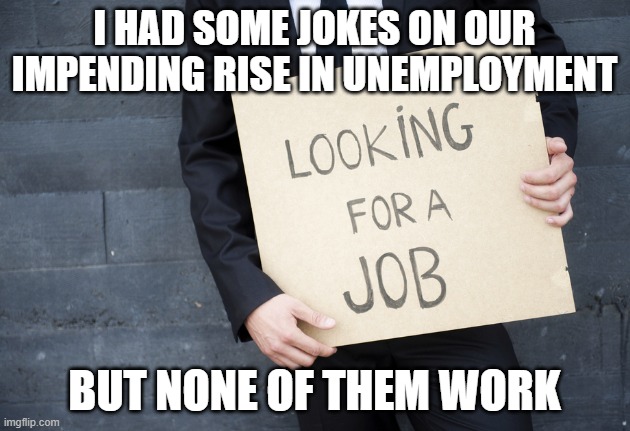 I HAD SOME JOKES ON OUR
IMPENDING RISE IN UNEMPLOYMENT
LOOKiNG
FOR A
JOB
BUT NONE OF THEM WORK
imgflip.com